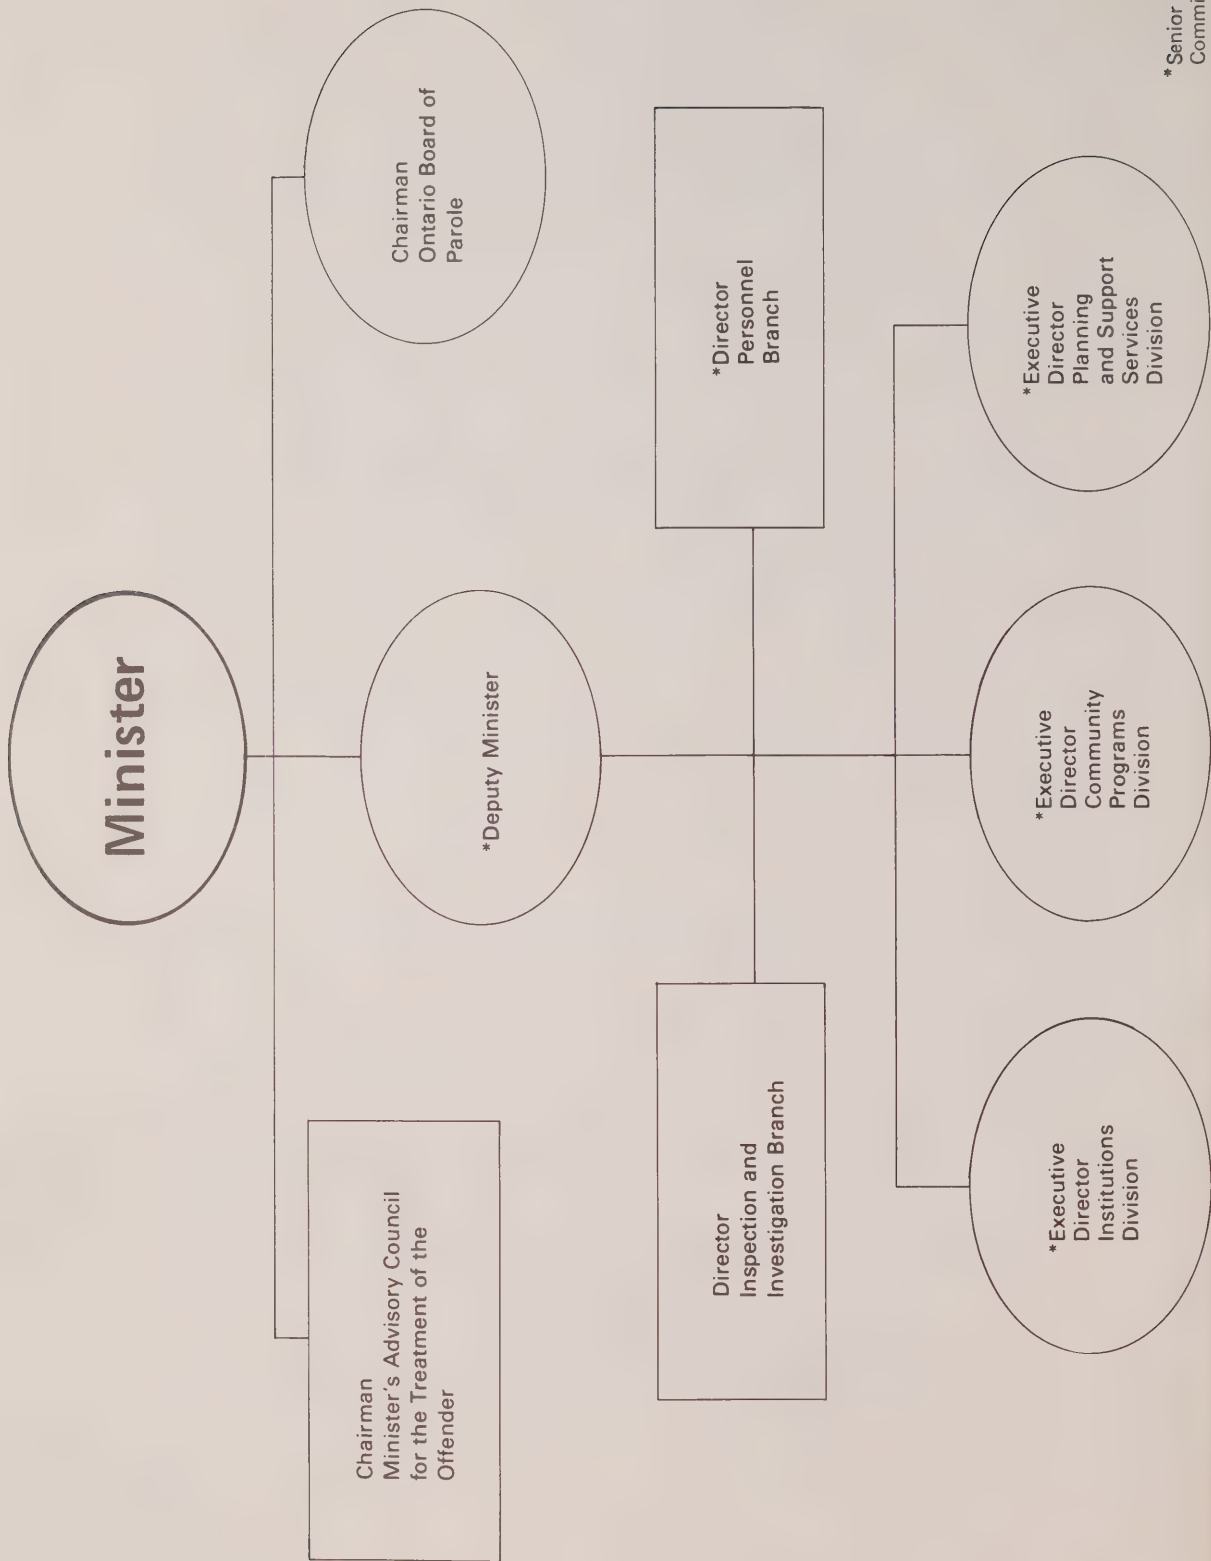 Minister
Chairman
Minister's Advisory Council
for the Treatment of the
Offender
*Deputy Minister
Chairman
Ontario Board of
Parole
Director
Inspection and
Investigation Branch
*Director
Personnel
Branch
*Executive
Director
Institutions
Division
*Executive
Director
Community
Programs
Division
*Executive
Director
Planning
and Support
Services
Division
*Senior